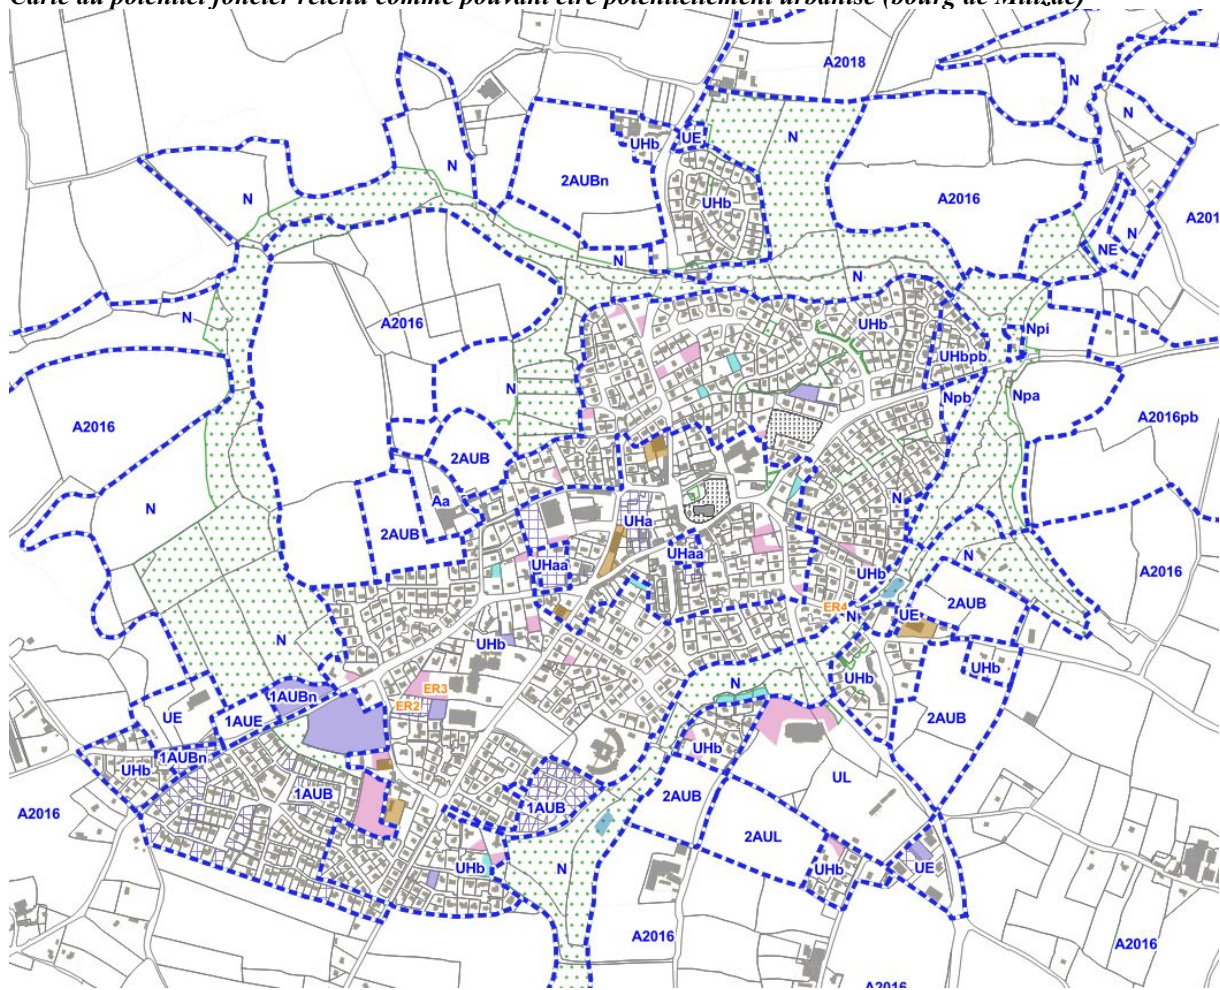 Carte du potentiel foncier retenu comme pouvant être potentiellement urbanisé (bourg de Milizac)
A2018
N
N
UE
N
UHb
2AUBn
N
UHb
A2016
N
N
A201
NE
N
N
N
Npi
A2016
UHb
UHbpb
N
Npb
Npa
A2016
A2016pb
2AUB
Aa
N
N
UHa
2AUB
UHaa
N
UHaa
A2016
UHb
2AUB
ER4
N
UE
N
UHb
UHb
UHb
N
ER3
1AUBn
ER2
UE
1AUE
2AUB
UHb
1AUBn
UHb
UL
1AUB
2AUB
1AUB
A2016
2AUL
UHb
N
UHb
UE
A2016
A2016
A2016